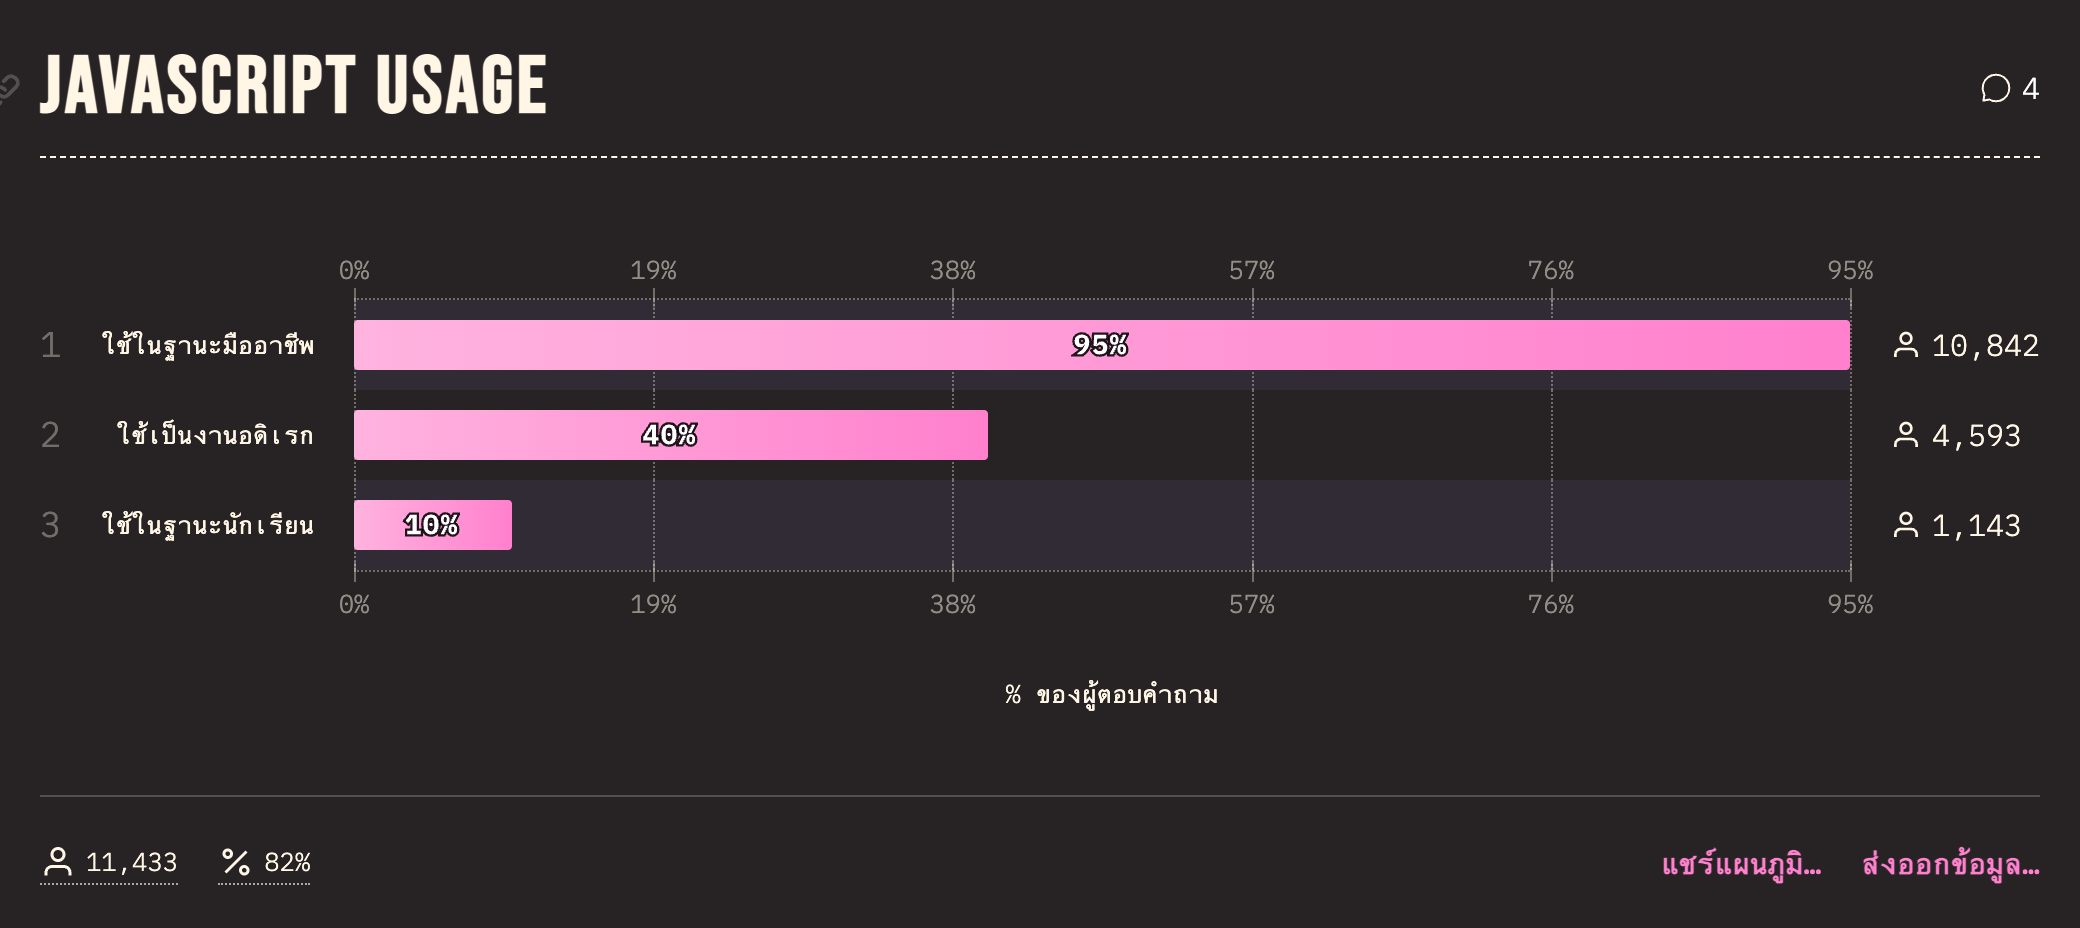 JAVASCRIPT USAGE
4
0% 19% 38% 57% 76% 95%
1 ใช้ในฐานะมืออาชีพ 95% 10,842
2 ใช้เป็นงานอดิเรก 40% 4,593
3 ใช้ในฐานะนักเรียน 10% 1,143
0% 19% 38% 57% 76% 95%
% ของผู้ตอบคำถาม
11,433 82% แชร์แผนภูมิ… ส่งออกข้อมูล…